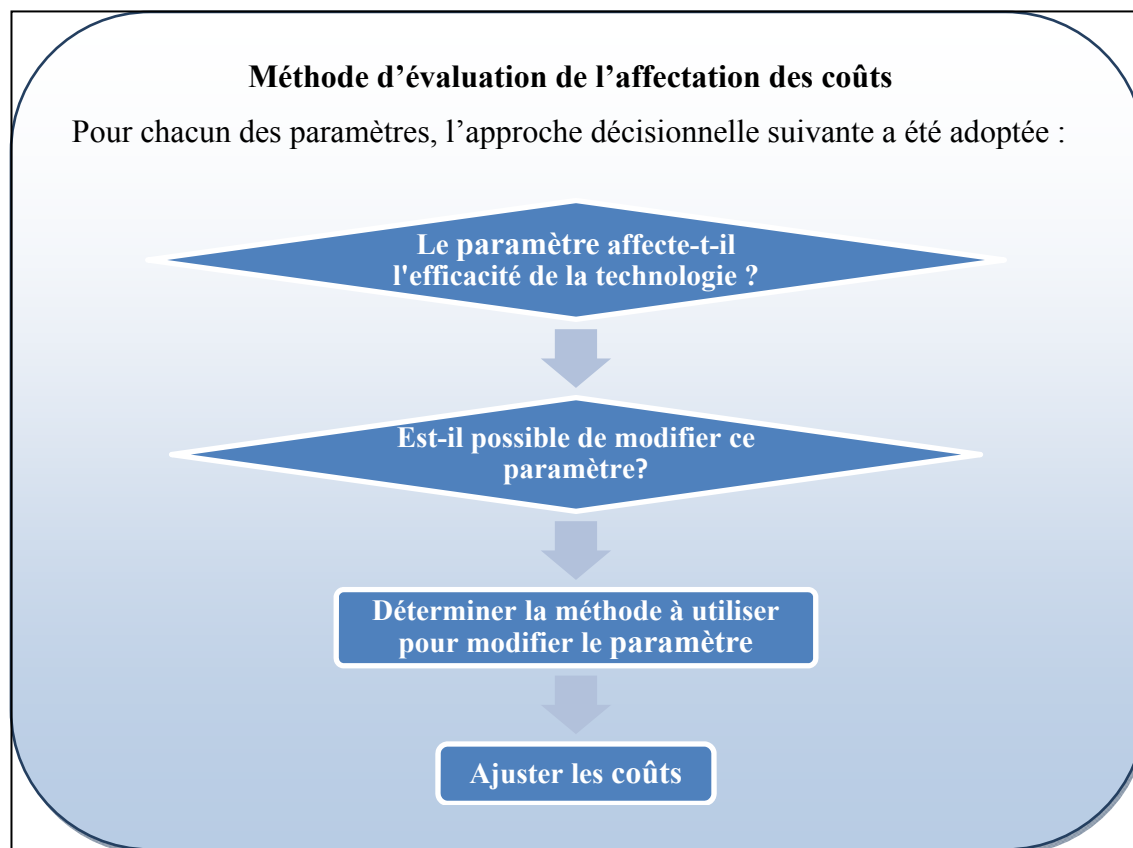 Méthode d’évaluation de l’affectation des coûts
Pour chacun des paramètres, l’approche décisionnelle suivante a été adoptée :
Le paramètre affecte-t-il
l'efficacité de la technologie ?
Est-il possible de modifier ce
paramètre?
Déterminer la méthode à utiliser
pour modifier le paramètre
Ajuster les coûts